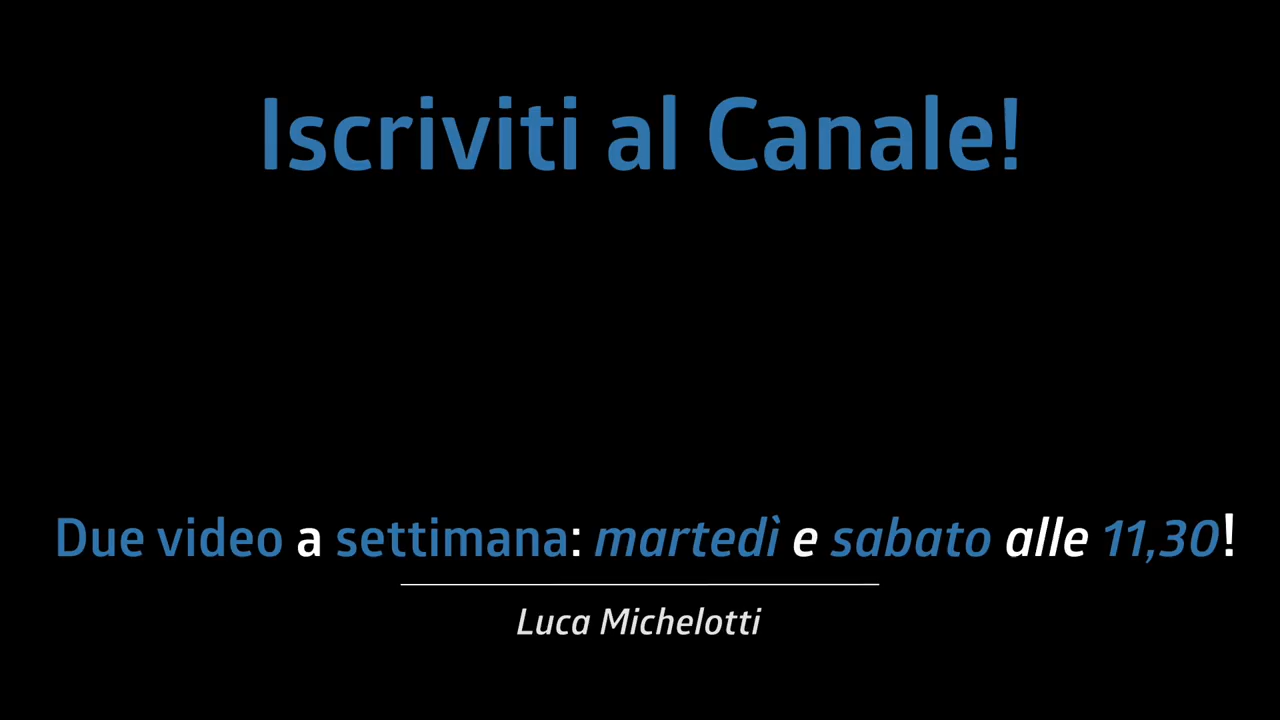 Iscriviti al Canale!
Due video a settimana: martedì e sabato alle 11,30!
Luca Michelotti